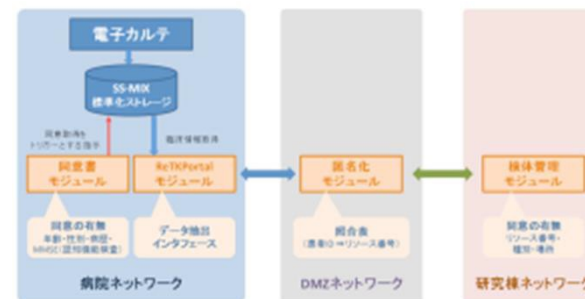 電子カルテ
SS-MIX
標準化ストレージ
同意取得を
トリガーとする指示
臨床情報取得
同意書
モジュール
ReTKPortal
モジュール
匿名化
モジュール
検体管理
モジュール
同意の有無
年齢・性別・病歴・
MMSE(認知機能検査)
データ抽出
インタフェース
照合表
(患者ID⇒リソース番号)
同意の有無
リソース番号・
種類・場所
病院ネットワーク
DMZネットワーク
研究棟ネットワーク